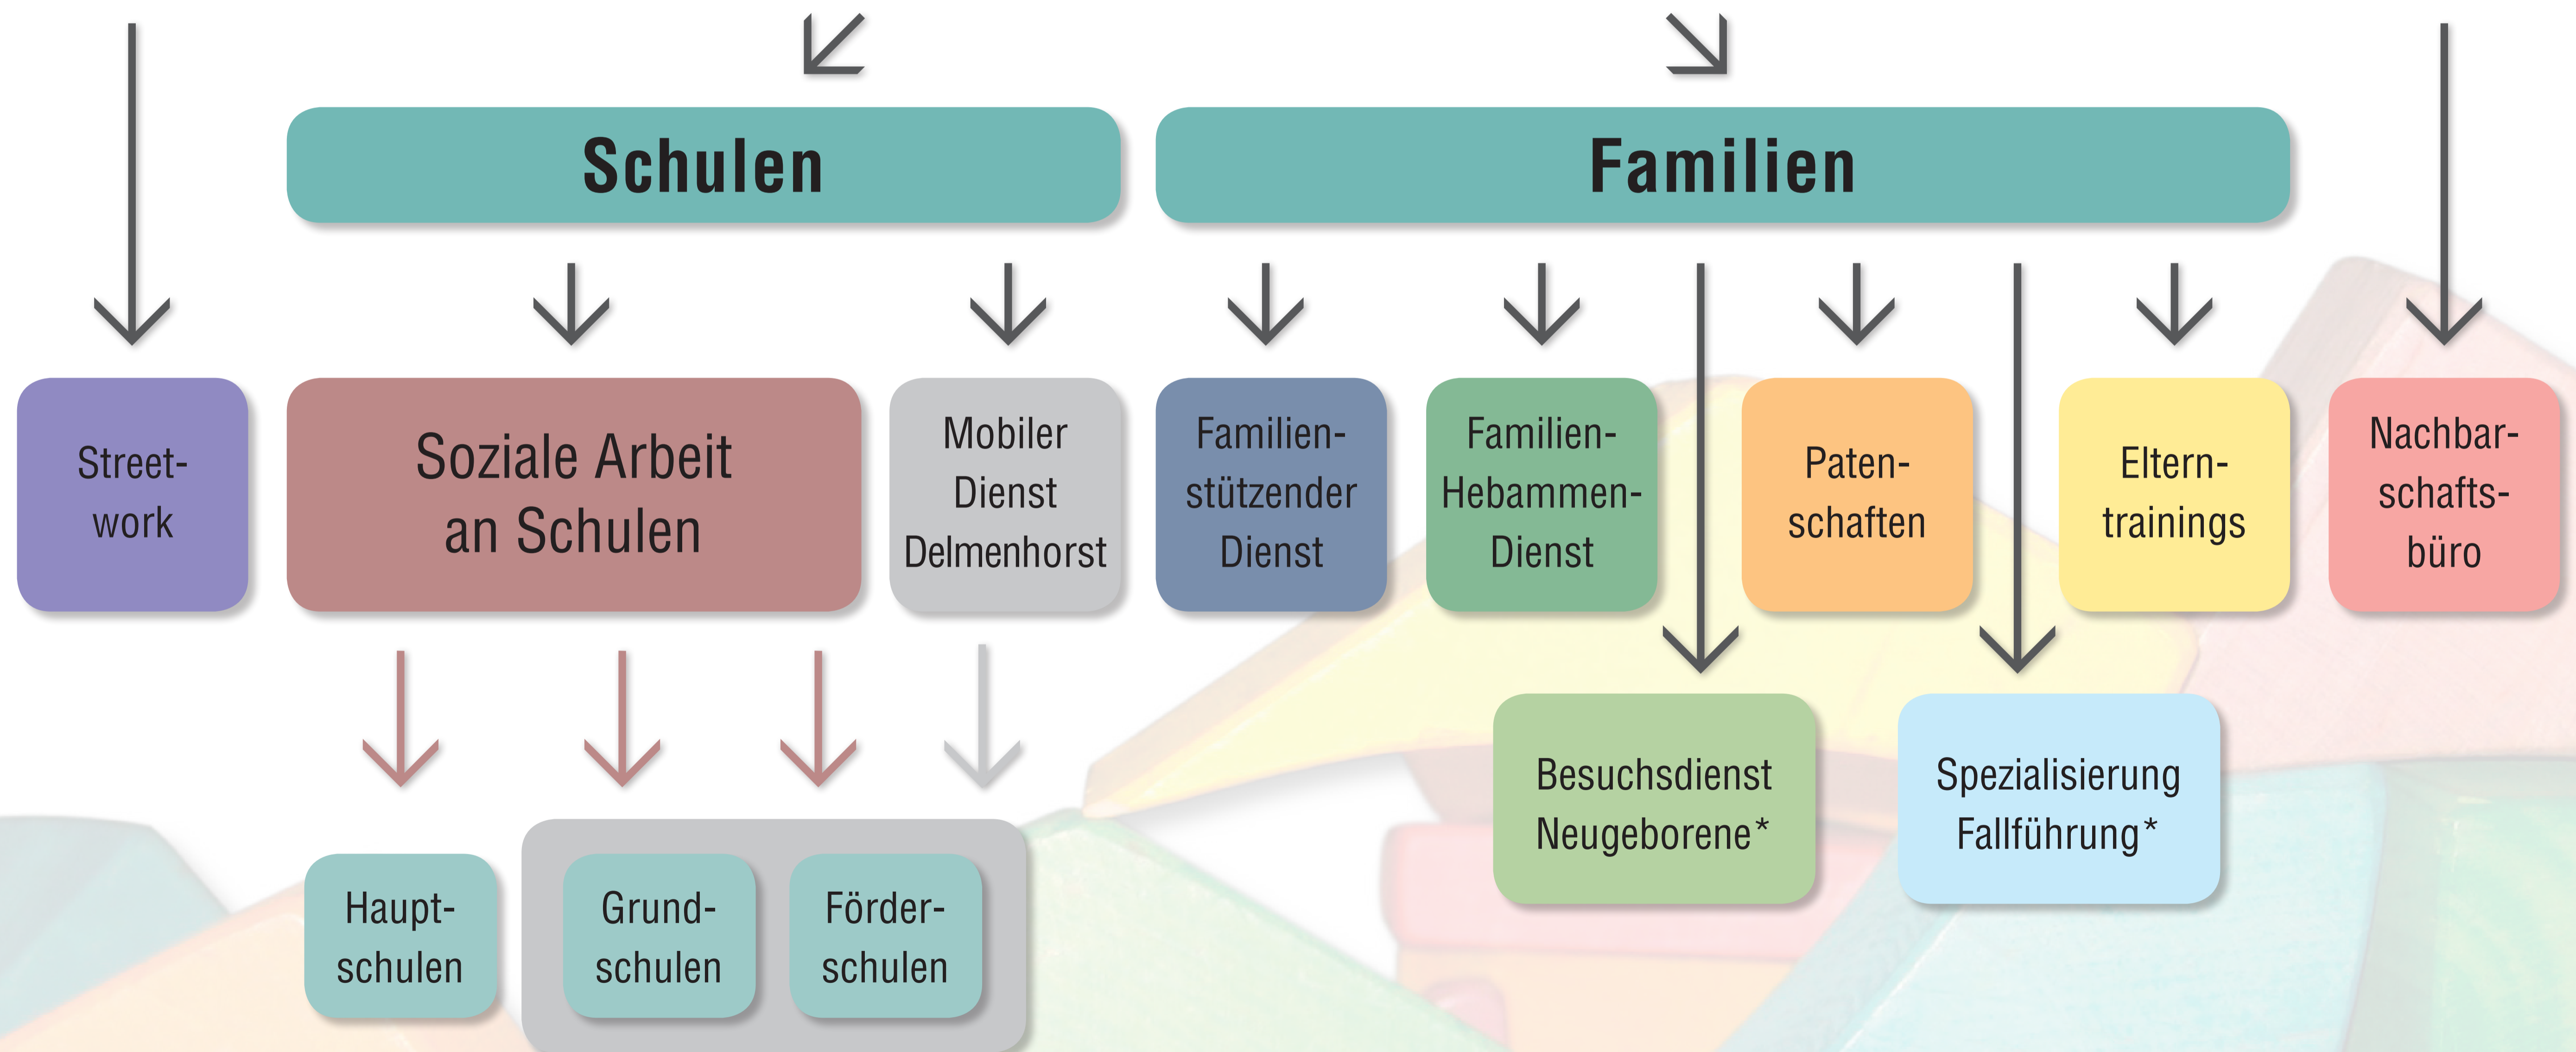 Schulen
Familien
Street-
work
Soziale Arbeit
an Schulen
Mobiler
Dienst
Delmenhorst
Familien-
stützender
Dienst
Familien-
Hebammen-
Dienst
Paten-
schaften
Eltern-
trainings
Nachbar-
schafts-
büro
Besuchsdienst
Neugeborene*
Spezialisierung
Fallführung*
Haupt-
schulen
Grund-
schulen
Förder-
schulen